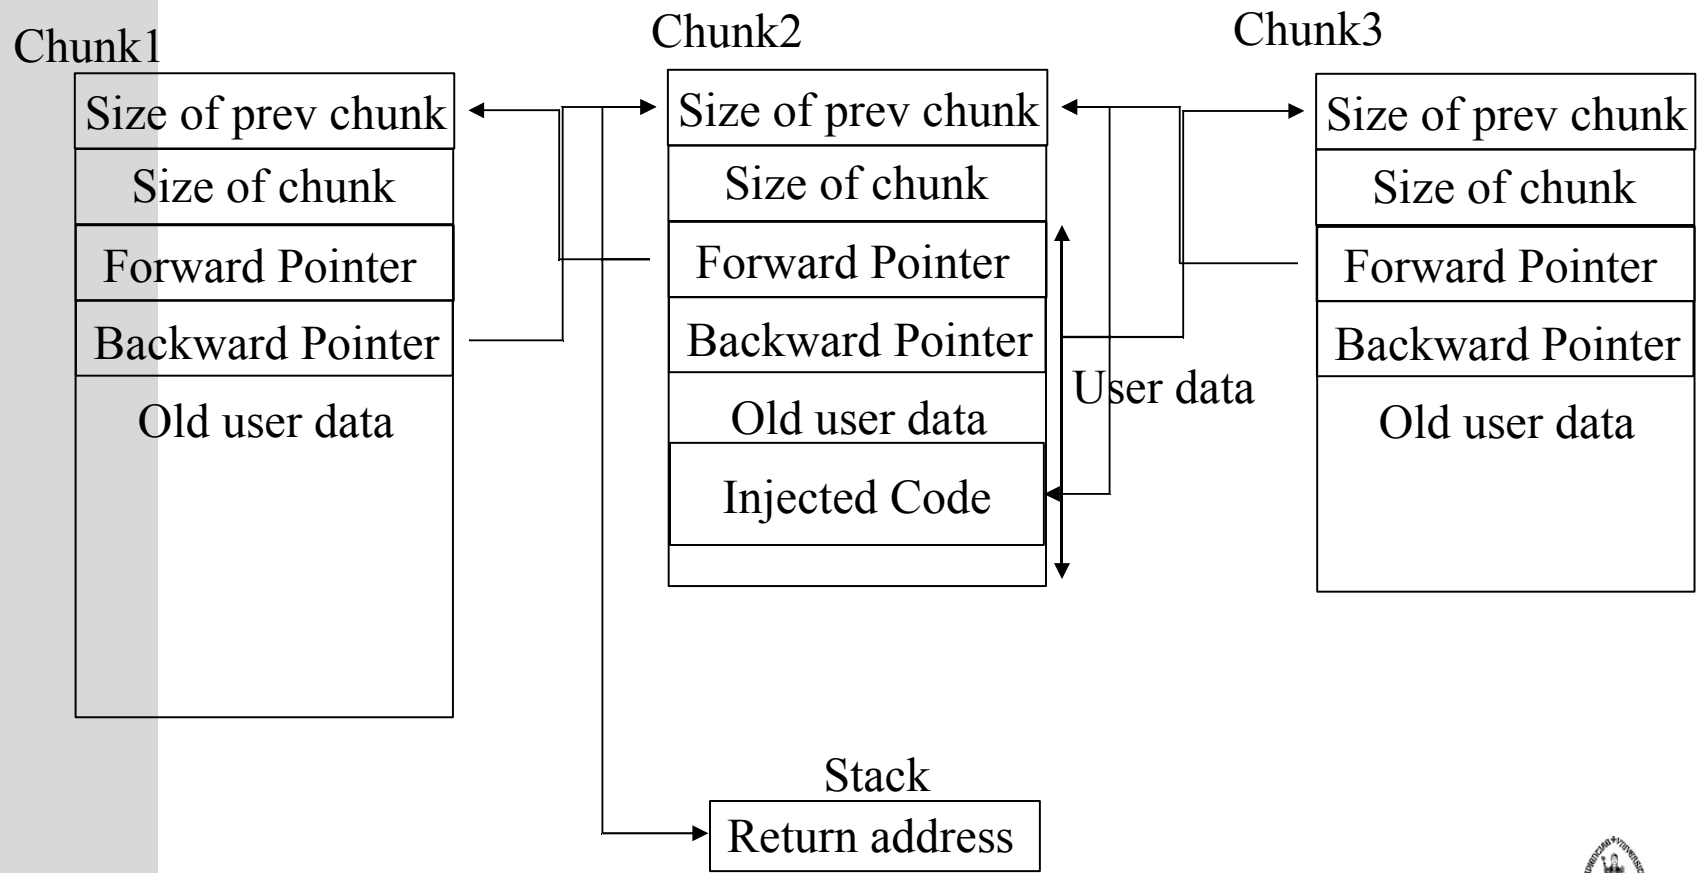 Chunk1
Size of prev chunk
Size of chunk
Forward Pointer
Backward Pointer
Old user data
Chunk2
Size of prev chunk
Size of chunk
Forward Pointer
Backward Pointer
Old user data
Injected Code
User data
Chunk3
Size of prev chunk
Size of chunk
Forward Pointer
Backward Pointer
Old user data
Stack
Return address